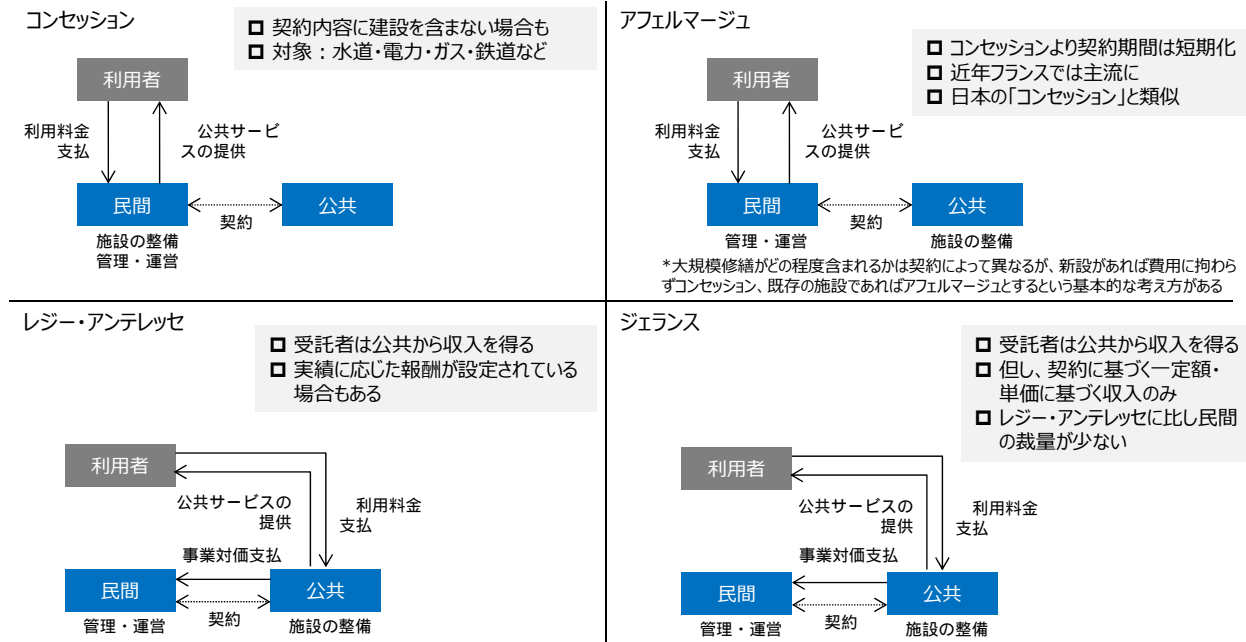 コンセッション
契約内容に建設を含まない場合も
対象：水道・電力・ガス・鉄道など
利用者
利用料金
支払
公共サービ
スの提供
民間
契約
公共
施設の整備
管理・運営
アフェルマージュ
コンセッションより契約期間は短期化
近年フランスでは主流に
日本の「コンセッション」と類似
利用者
利用料金
支払
公共サービ
スの提供
民間
契約
公共
管理・運営
施設の整備
*大規模修繕がどの程度含まれるかは契約によって異なるが、新設があれば費用に拘わら
ずコンセッション、既存の施設であればアフェルマージュとするという基本的な考え方がある
レジー・アンテレッセ
受託者は公共から収入を得る
実績に応じた報酬が設定されている
場合もある
利用者
公共サービスの
提供
利用料金
支払
事業対価支払
民間
契約
公共
管理・運営
施設の整備
ジェランス
受託者は公共から収入を得る
但し、契約に基づく一定額・
単価に基づく収入のみ
レジー・アンテレッセに比し民間
の裁量が少ない
利用者
公共サービスの
提供
利用料金
支払
事業対価支払
民間
契約
公共
管理・運営
施設の整備